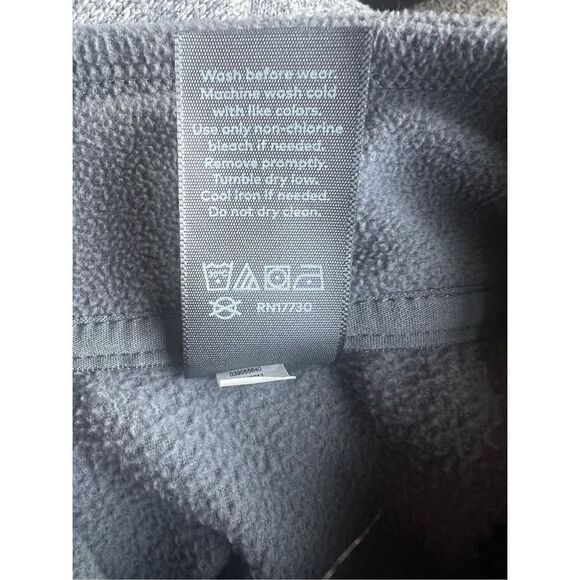 Wash before wear.
Machine wash cold
with like colors.
Use only non-chlorine
bleach if needed.
Remove promptly.
Tumble dry low.
Cool iron if needed.
Do not dry clean.
RN17730
039055640